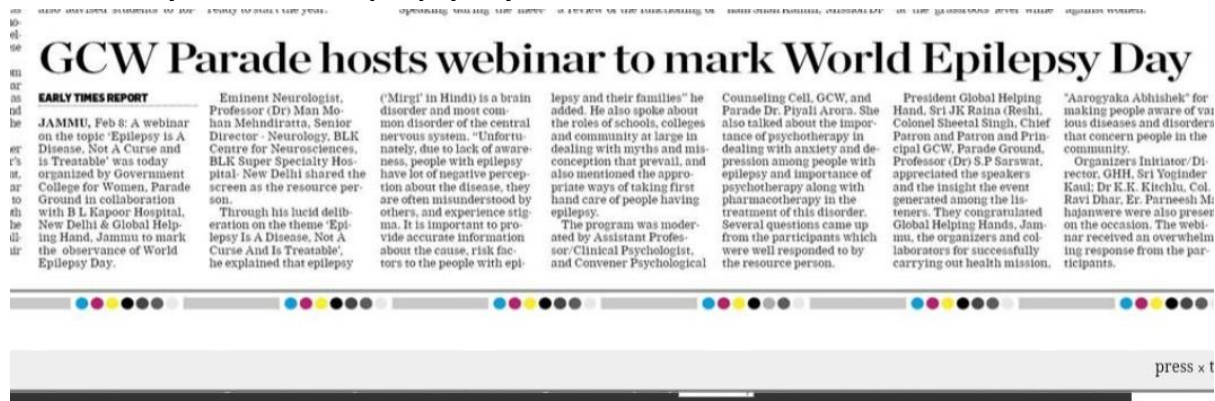 also advised students to for- ready to start the year.
GCW Parade hosts webinar to mark World Epilepsy Day
EARLY TIMES REPORT
JAMMU, Feb 8: A webinar
on the topic 'Epilepsy is A
Disease, Not A Curse and
is Treatable' was today
organized by Government
College for Women, Parade
Ground in collaboration
with B L Kapoor Hospital,
New Delhi & Global Help-
ing Hand, Jammu to mark
the observance of World
Epilepsy Day.
Eminent Neurologist,
Professor (Dr) Man Mo-
han Mehndiratta, Senior
Director - Neurology, BLK
Centre for Neurosciences,
BLK Super Specialty Hos-
pital- New Delhi shared the
screen as the resource per-
son.
Through his lucid delib-
eration on the theme 'Epi-
lepsy Is A Disease, Not A
Curse And Is Treatable',
he explained that epilepsy
('Mirgi' in Hindi) is a brain
disorder and most com-
mon disorder of the central
nervous system. "Unfortu-
nately, due to lack of aware-
ness, people with epilepsy
have lot of negative percep-
tion about the disease, they
are often misunderstood by
others, and experience stig-
ma. It is important to pro-
vide accurate information
about the cause, risk fac-
tors to the people with epi-
lepsy and their families" he
added. He also spoke about
the roles of schools, colleges
and community at large in
dealing with myths and mis-
conception that prevail, and
also mentioned the appro-
priate ways of taking first
hand care of people having
epilepsy.
The program was moder-
ated by Assistant Profes-
sor/Clinical Psychologist,
and Convener Psychological
Counseling Cell, GCW, and
Parade Dr. Piyali Arora. She
also talked about the impor-
tance of psychotherapy in
dealing with anxiety and de-
pression among people with
epilepsy and importance of
psychotherapy along with
pharmacotherapy in the
treatment of this disorder.
Several questions came up
from the participants which
were well responded to by
the resource person.
President Global Helping
Hand, Sri JK Raina (Reshi,
Colonel Sheetal Singh, Chief
Patron and Patron and Prin-
cipal GCW, Parade Ground,
Professor (Dr) S.P Sarswat,
appreciated the speakers
and the insight the event
generated among the lis-
teners. They congratulated
Global Helping Hands, Jam-
mu, the organizers and col-
laborators for successfully
carrying out health mission,
"Aarogyaka Abhishek" for
making people aware of var
ious diseases and disorders
that concern people in the
community.
Organizers Initiator/Di-
rector, GHH, Sri Yoginder
Kaul; Dr K.K. Kitchlu, Col.
Ravi Dhar, Er. Parneesh Ma
hajanwere were also presen
on the occasion. The webi-
nar received an overwhelm
ing response from the par-
ticipants.
press × t